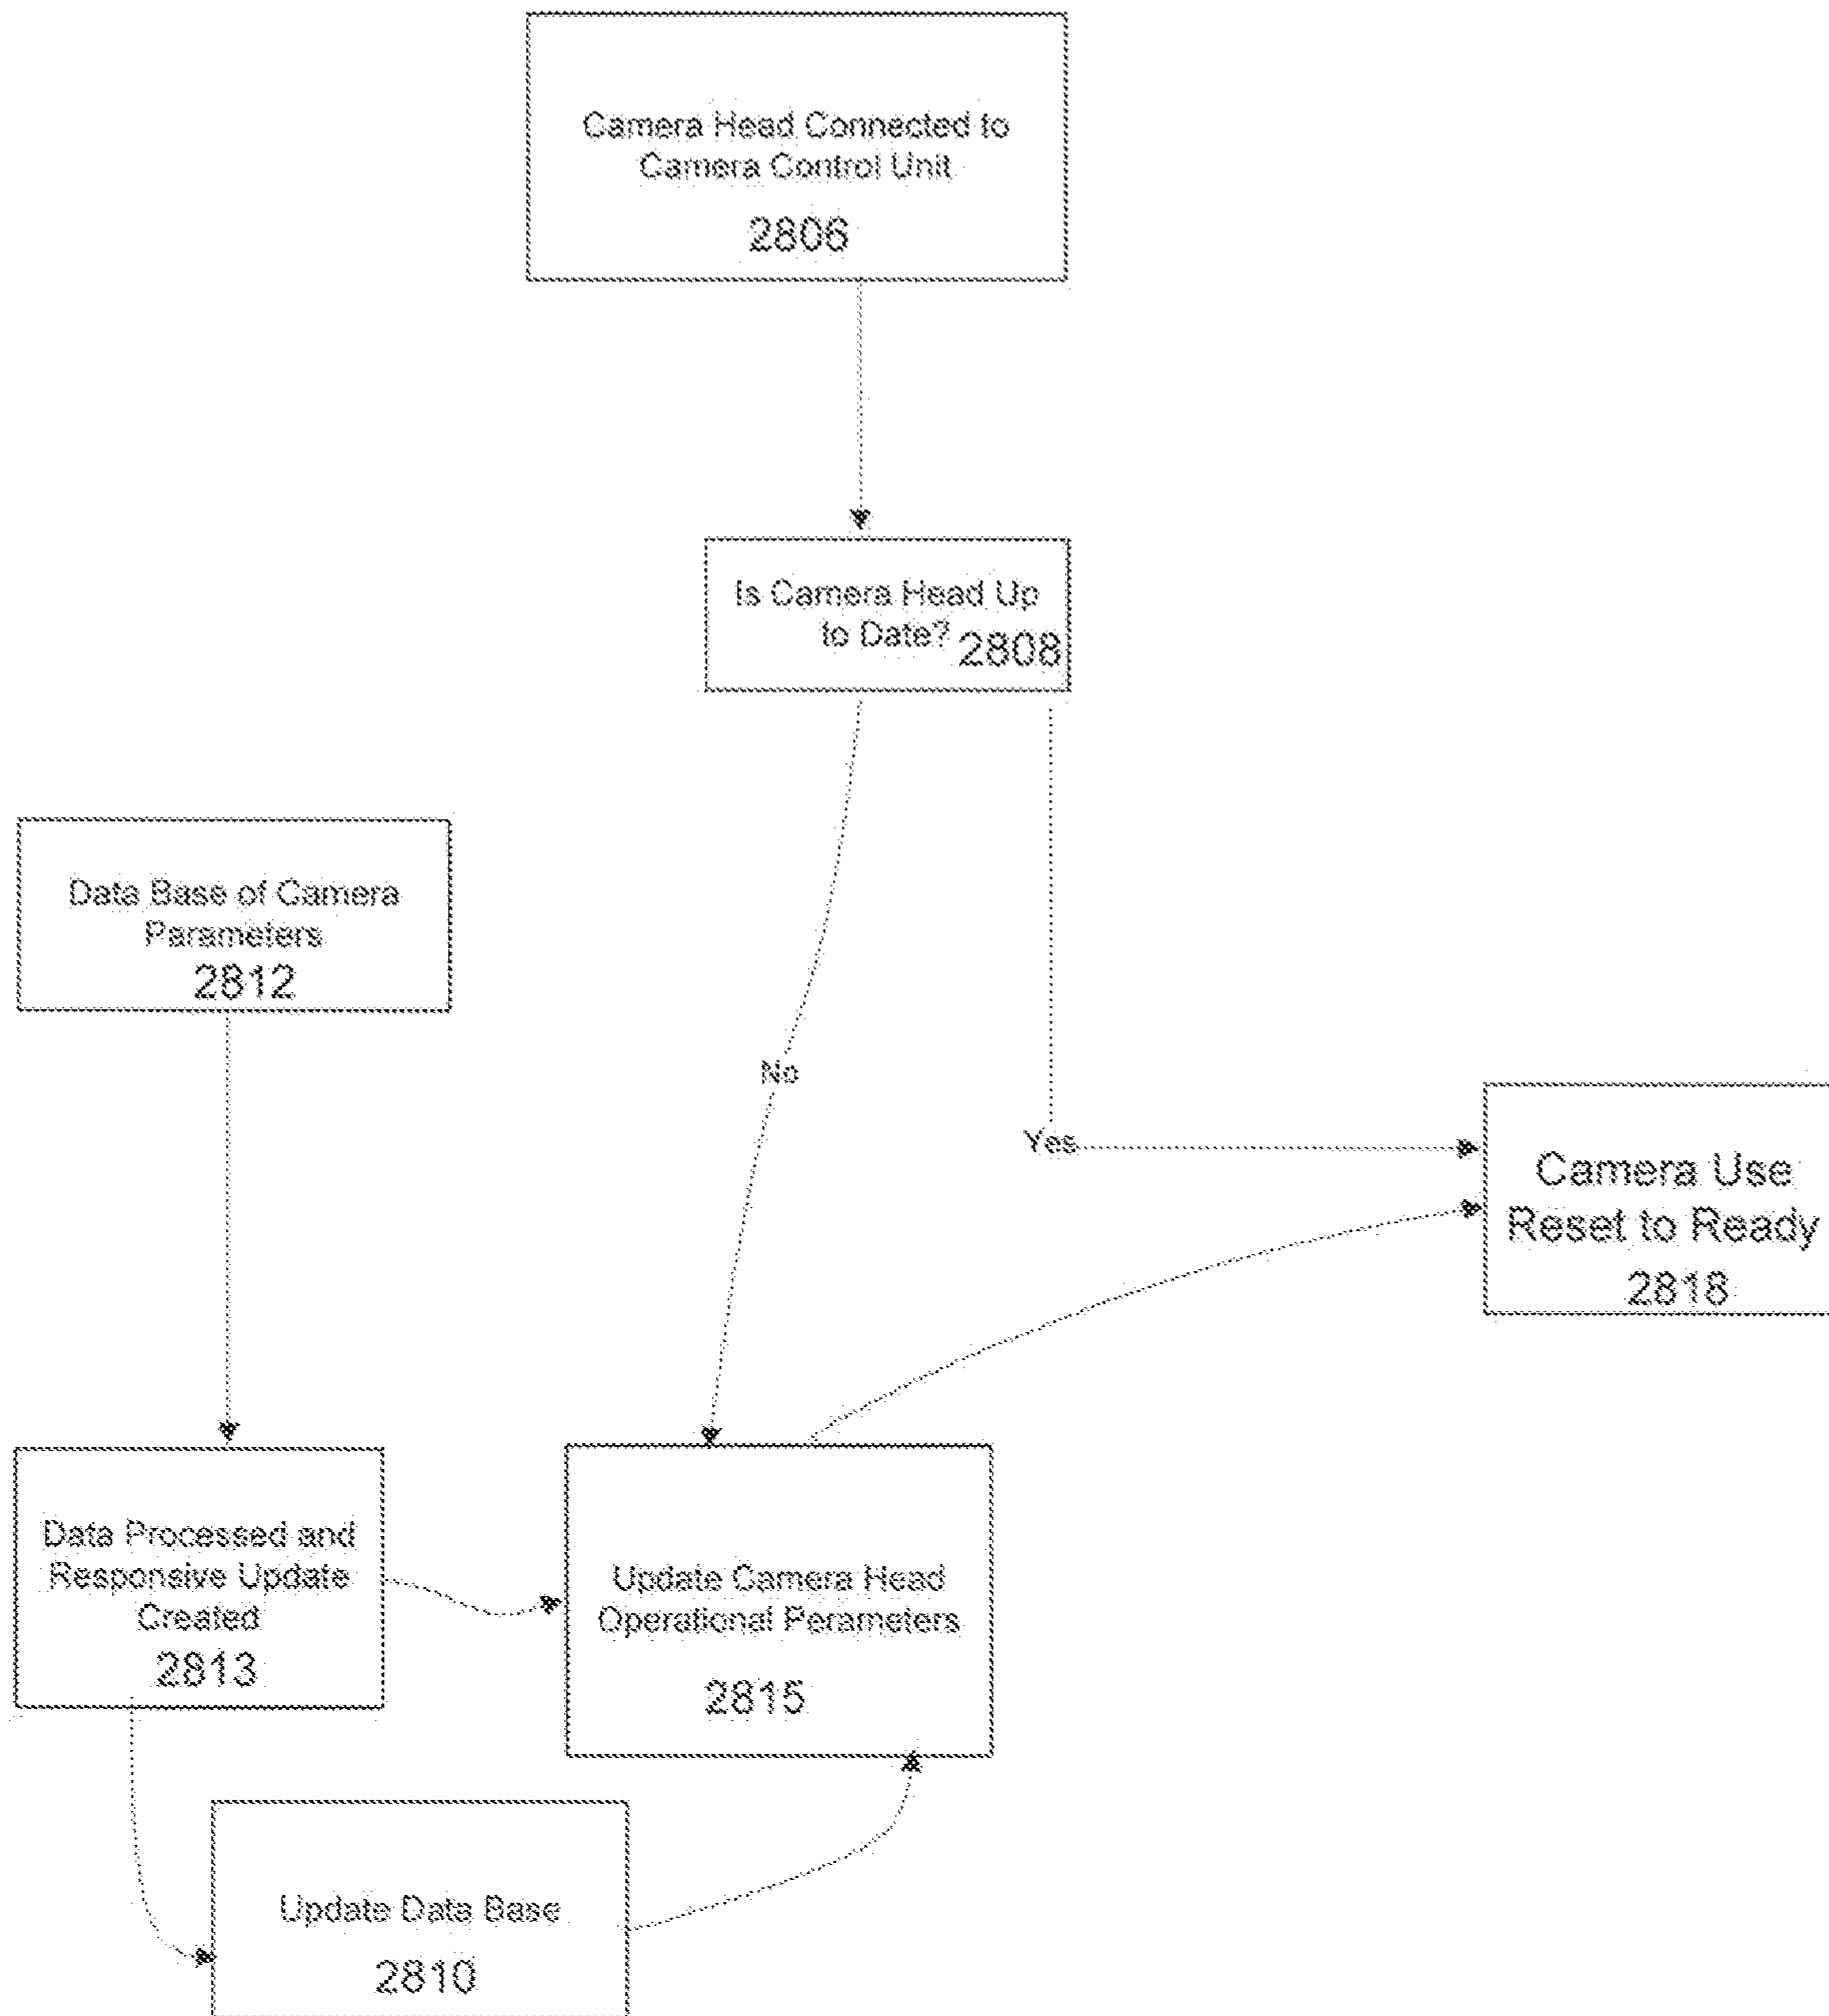 Camera Head Connected to
Camera Control Unit
2806
Is Camera Head Up
to Date? 2808
Data Base of Camera
Parameters
2812
No
Yes
Camera Use
Reset to Ready
2818
Data Processed and
Responsive Update
Created
2813
Update Camera Head
Operational Perameters
2815
Update Data Base
2810